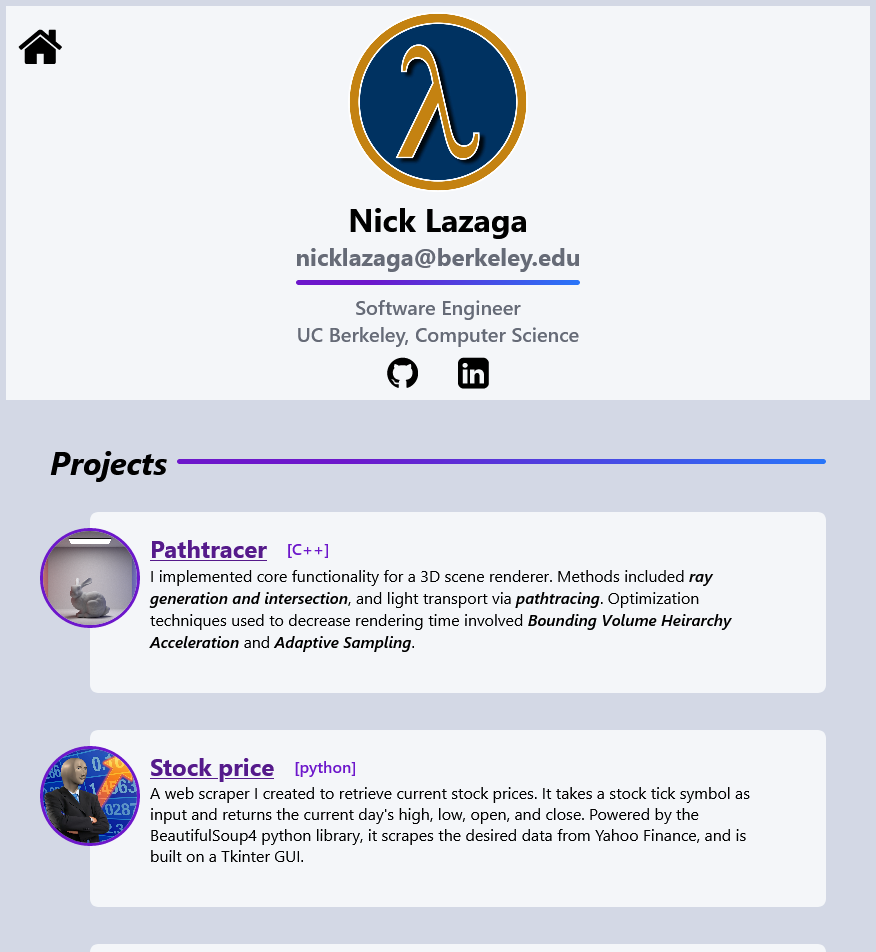 λ
Nick Lazaga
nicklazaga@berkeley.edu
Software Engineer
UC Berkeley, Computer Science
in
Projects
Pathtracer [C++]
I implemented core functionality for a 3D scene renderer. Methods included ray
generation and intersection, and light transport via pathtracing. Optimization
techniques used to decrease rendering time involved Bounding Volume Heirarchy
Acceleration and Adaptive Sampling.
Stock price [python]
A web scraper I created to retrieve current stock prices. It takes a stock tick symbol as
input and returns the current day's high, low, open, and close. Powered by the
BeautifulSoup4 python library, it scrapes the desired data from Yahoo Finance, and is
built on a Tkinter GUI.